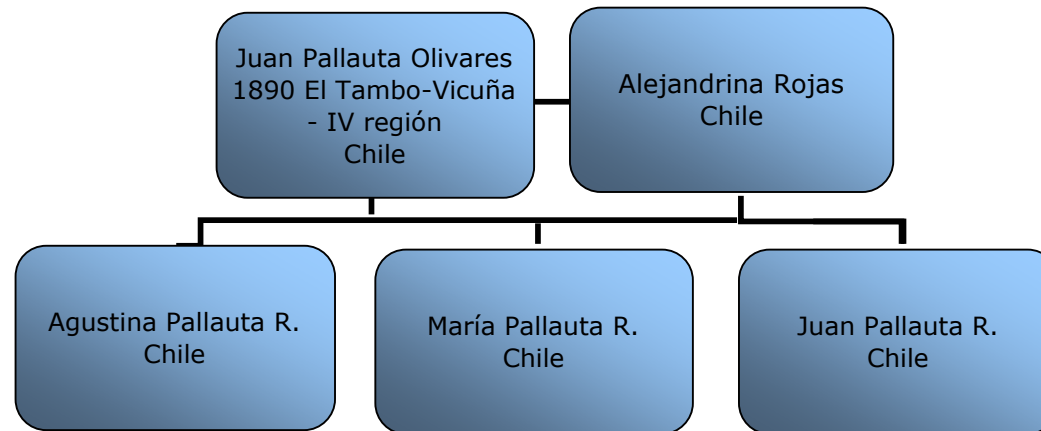 Juan Pallauta Olivares
1890 El Tambo-Vicuña
- IV región
Chile
Alejandrina Rojas
Chile
Agustina Pallauta R.
Chile
María Pallauta R.
Chile
Juan Pallauta R.
Chile